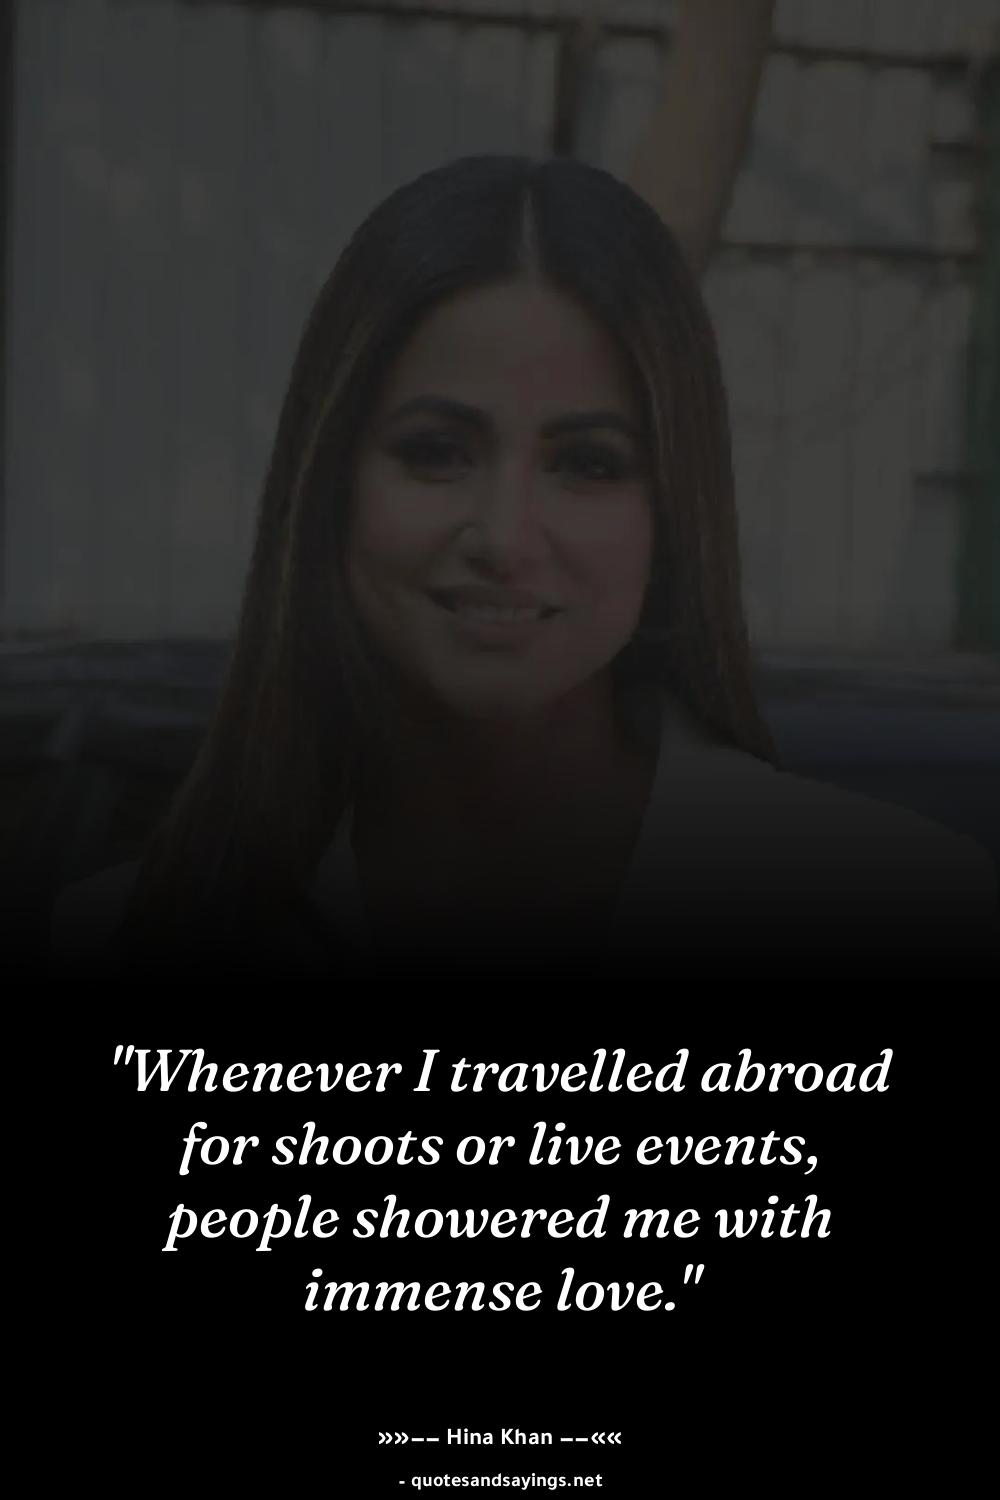 "Whenever I travelled abroad
for shoots or live events,
people showered me with
immense love."
»»–– Hina Khan ––««
- quotesandsayings.net